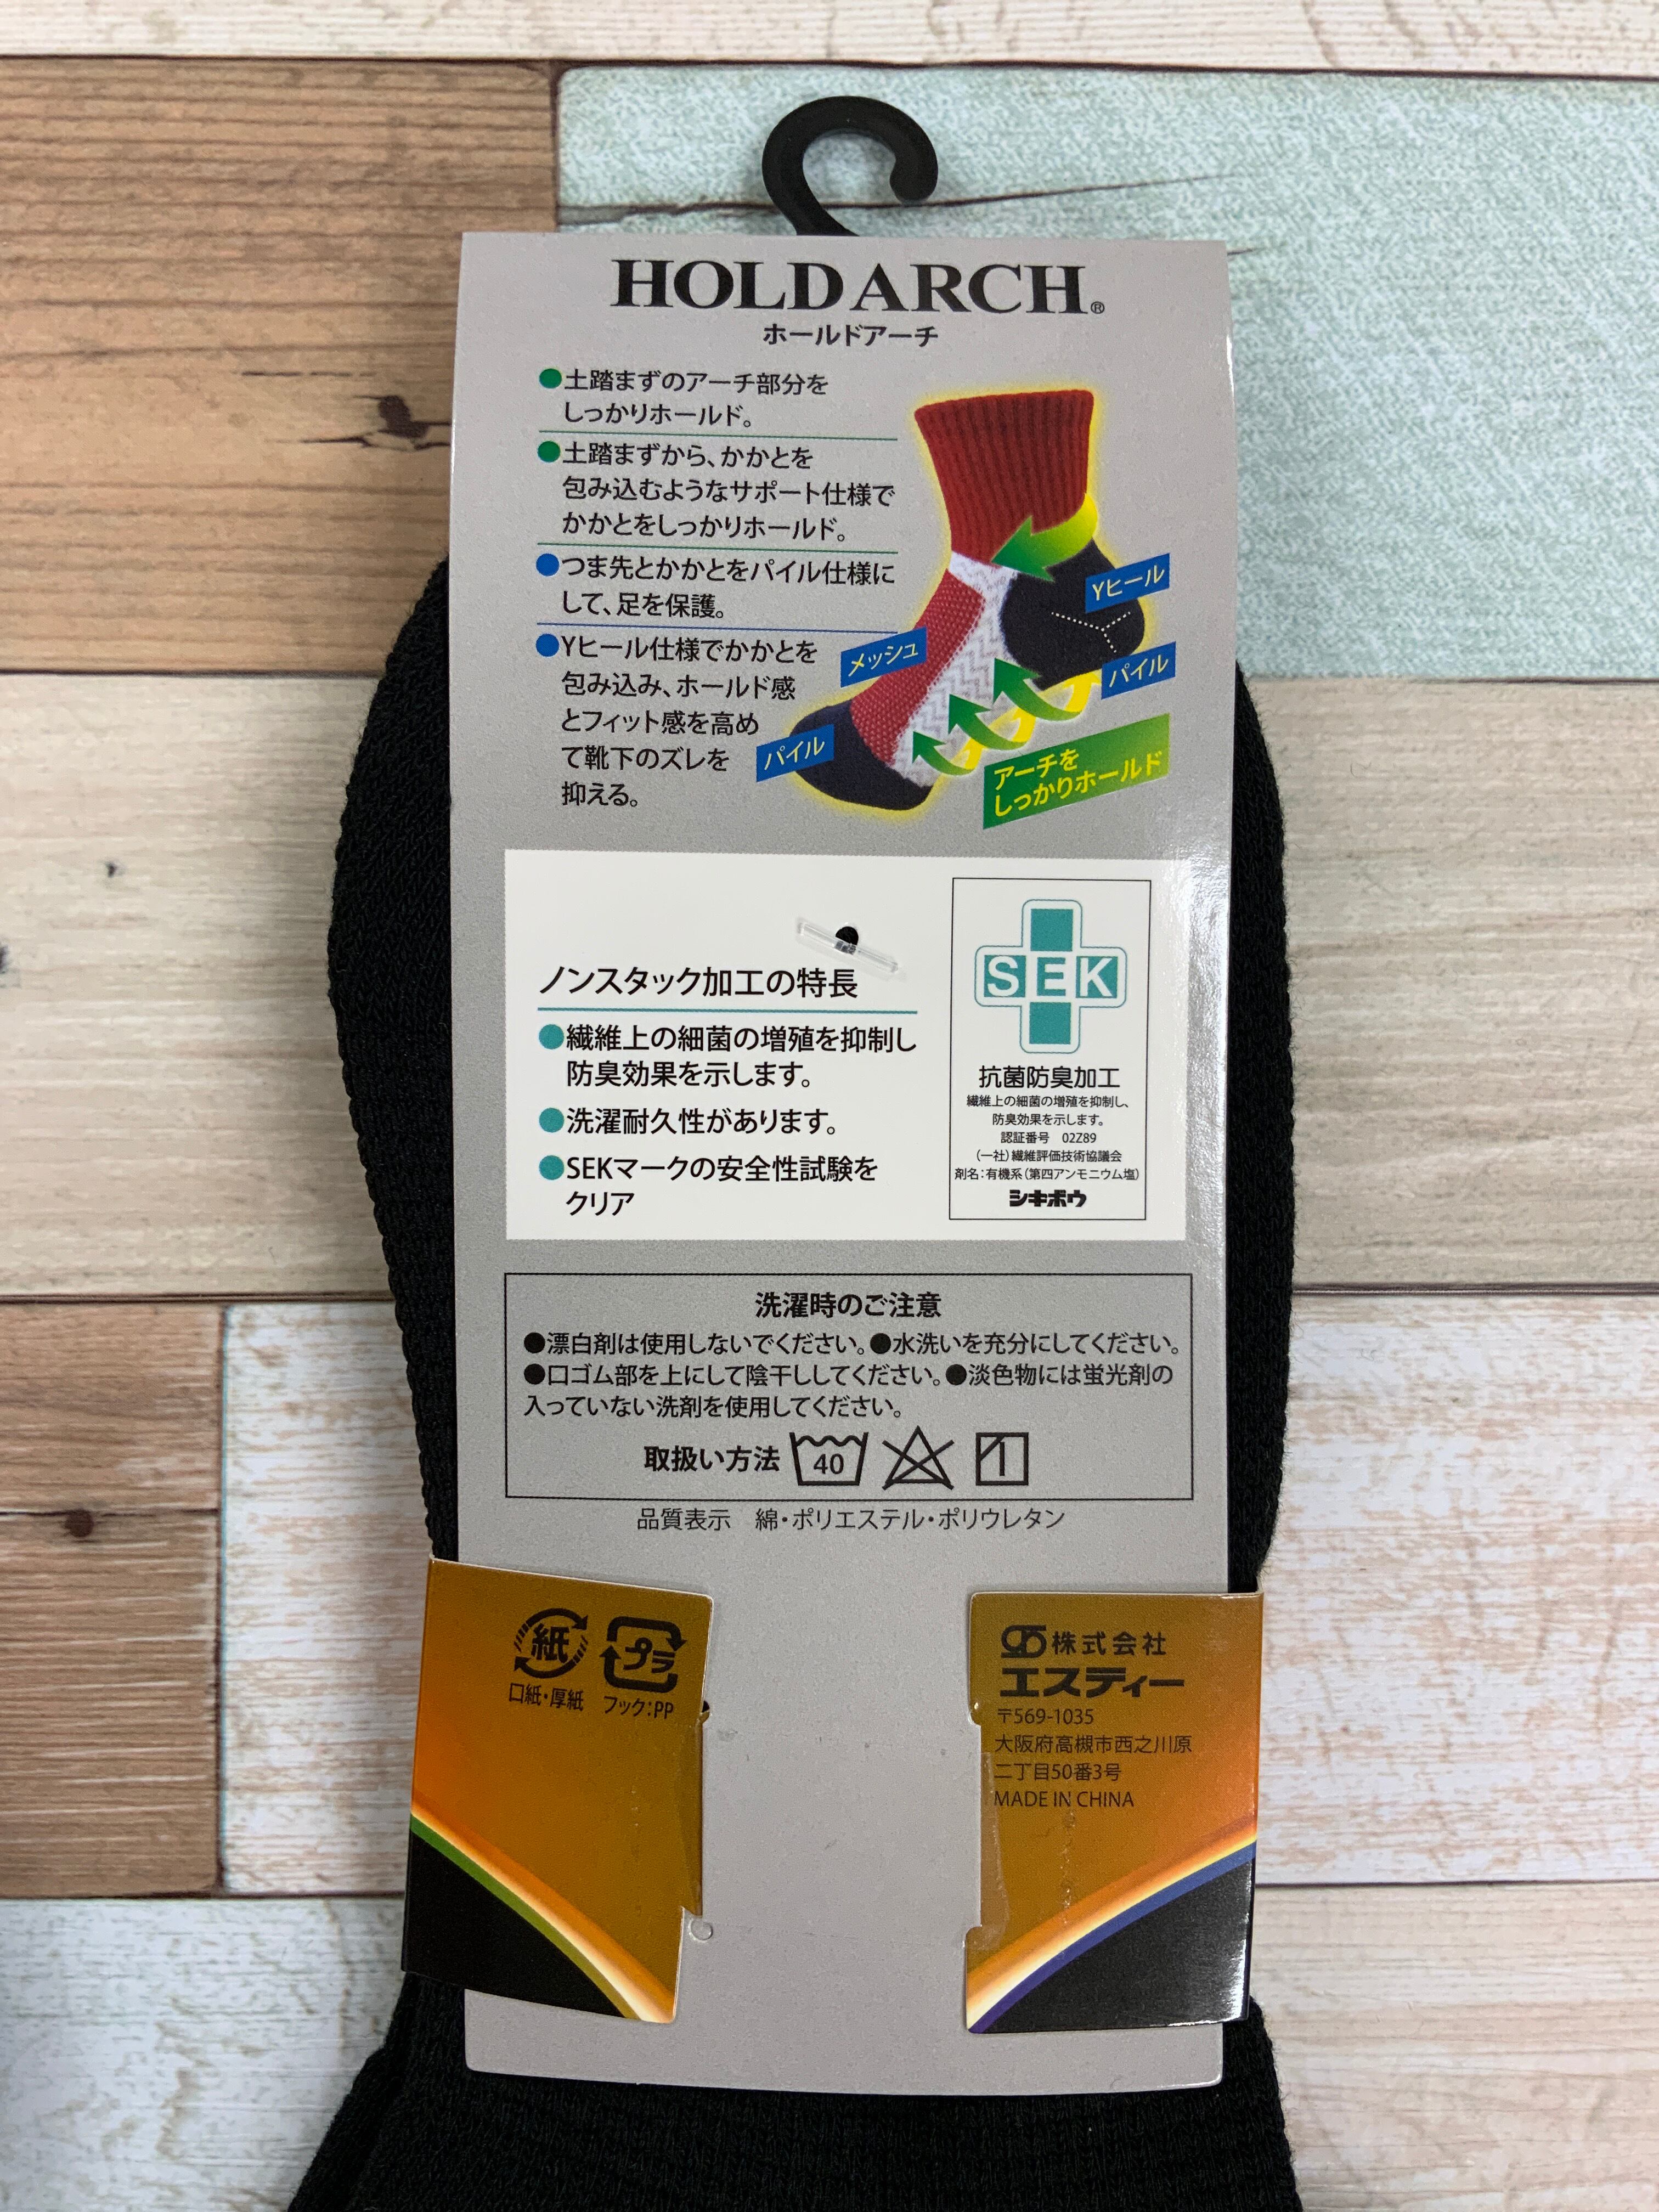 HOLD ARCH®
ホールドアーチ
●土踏まずのアーチ部分を
しっかりホールド。
●土踏まずから、かかとを
包み込むようなサポート仕様で
かかとをしっかりホールド。
●つま先とかかとをパイル仕様に
して、足を保護。
●Yヒール仕様でかかとを
包み込み、ホールド感
とフィット感を高め
て靴下のズレを
抑える。
Yヒール
メッシュ
パイル
パイル
アーチを
しっかりホールド
ノンスタック加工の特長
●繊維上の細菌の増殖を抑制し
防臭効果を示します。
●洗濯耐久性があります。
●SEKマークの安全性試験を
クリア
SEK
抗菌防臭加工
繊維上の細菌の増殖を抑制し、
防臭効果を示します。
認証番号 02Z89
(一社)繊維評価技術協議会
剤名:有機系(第四アンモニウム塩)
シキボウ
洗濯時のご注意
●漂白剤は使用しないでください。●水洗いを充分にしてください。
●口ゴム部を上にして陰干ししてください。●淡色物には蛍光剤の
入っていない洗剤を使用してください。
取扱い方法 40
品質表示 綿・ポリエステル・ポリウレタン
紙 プラ
口紙・厚紙 フック:PP
株式会社
エスティー
〒569-1035
大阪府高槻市西之川原
二丁目50番3号
MADE IN CHINA